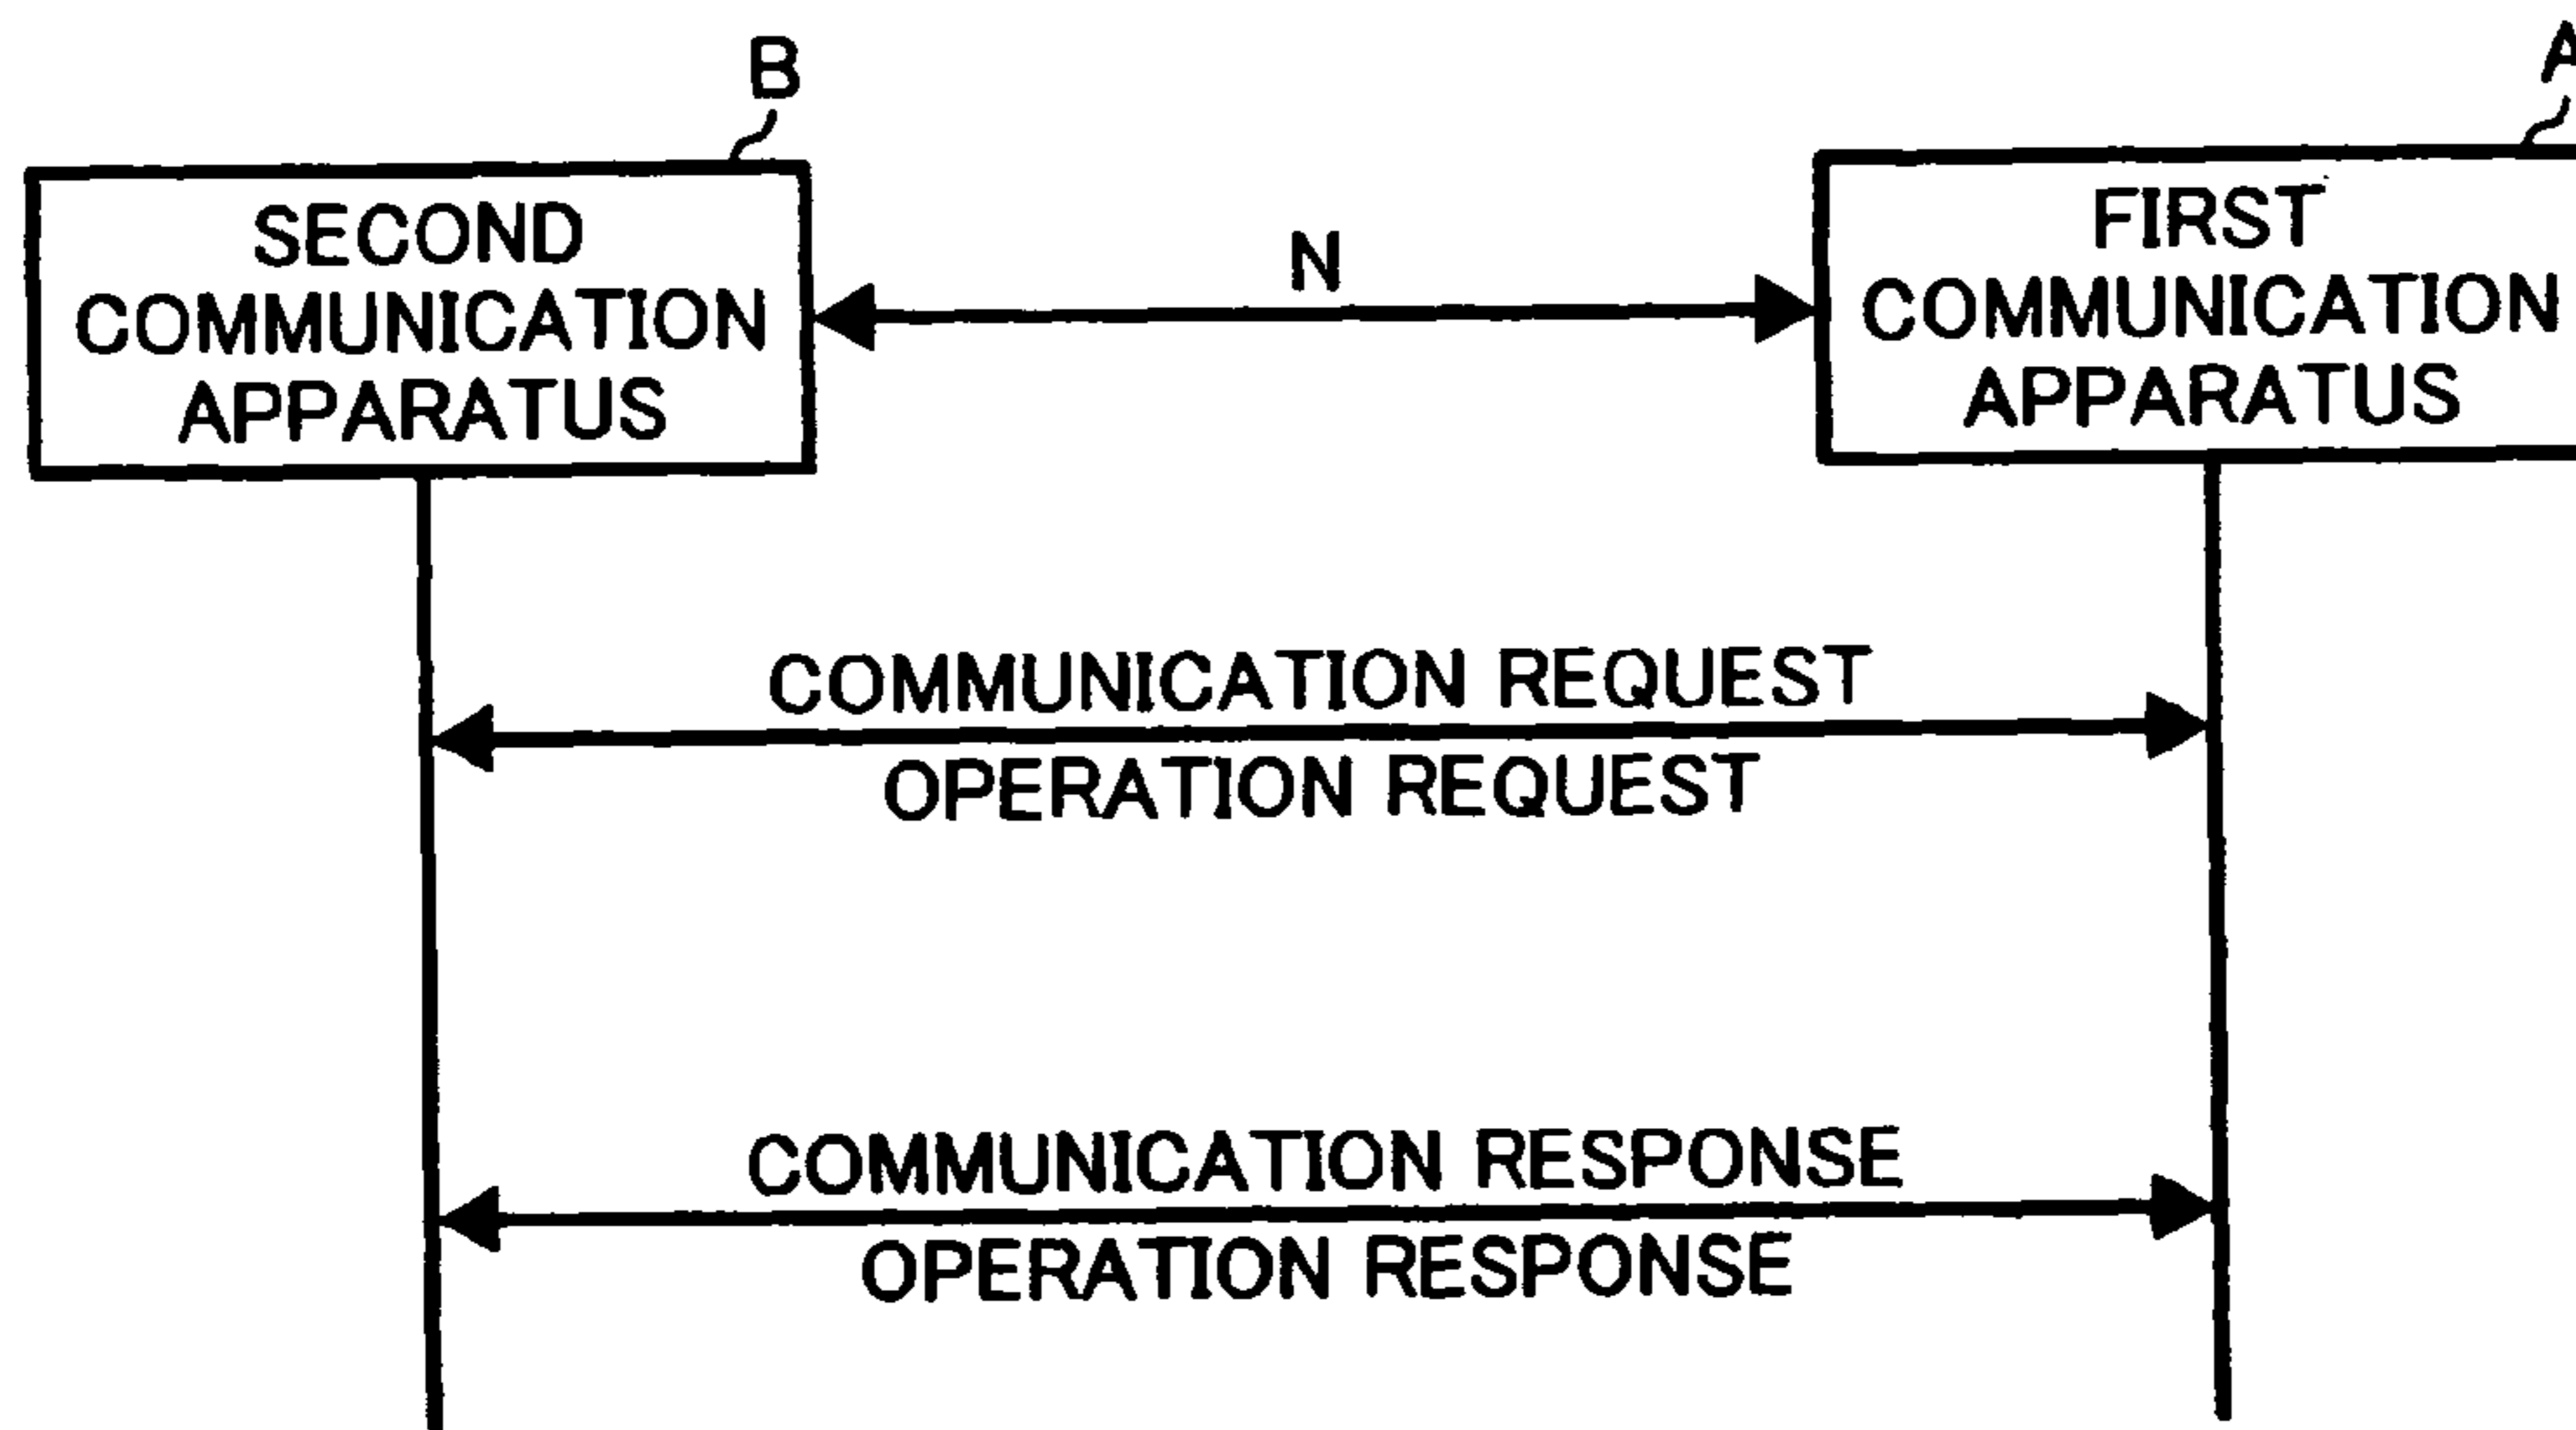 B
A
SECOND
COMMUNICATION
APPARATUS
N
FIRST
COMMUNICATION
APPARATUS
COMMUNICATION REQUEST
OPERATION REQUEST
COMMUNICATION RESPONSE
OPERATION RESPONSE